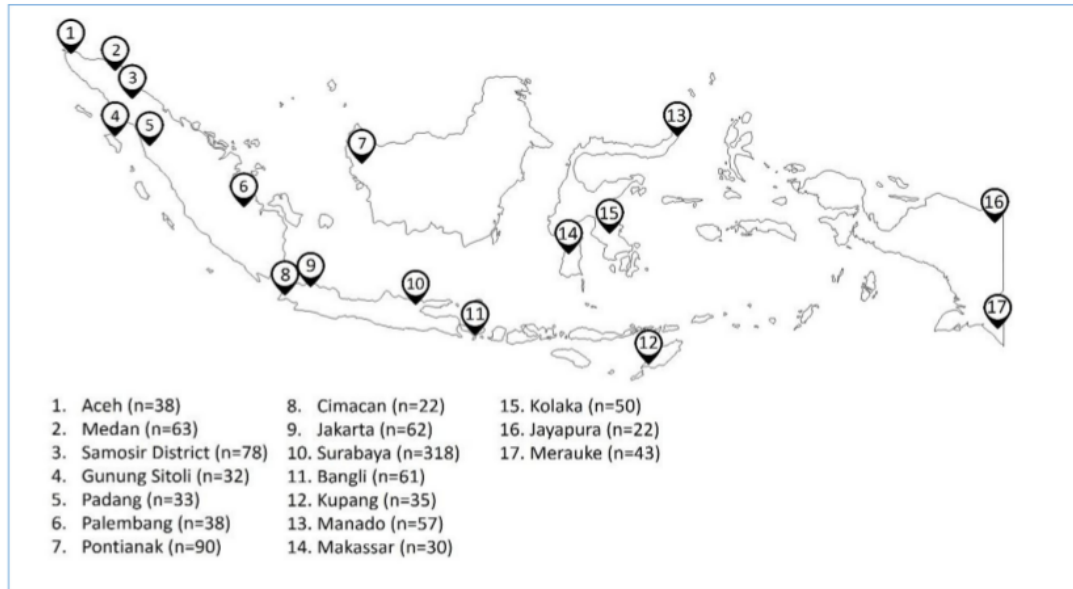 1
2
3
4
5
6
7
8
9
10
11
12
13
14
15
16
17
1. Aceh (n=38)
2. Medan (n=63)
3. Samosir District (n=78)
4. Gunung Sitoli (n=32)
5. Padang (n=33)
6. Palembang (n=38)
7. Pontianak (n=90)
8. Cimacan (n=22)
9. Jakarta (n=62)
10. Surabaya (n=318)
11. Bangli (n=61)
12. Kupang (n=35)
13. Manado (n=57)
14. Makassar (n=30)
15. Kolaka (n=50)
16. Jayapura (n=22)
17. Merauke (n=43)